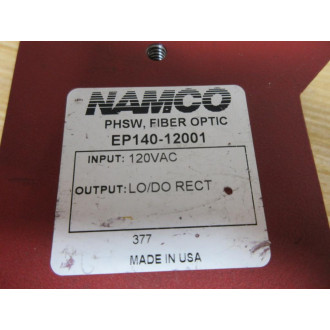 NAMCO
PHSW, FIBER OPTIC
EP140-12001
INPUT: 120VAC
OUTPUT: LO/DO RECT
377
MADE IN USA